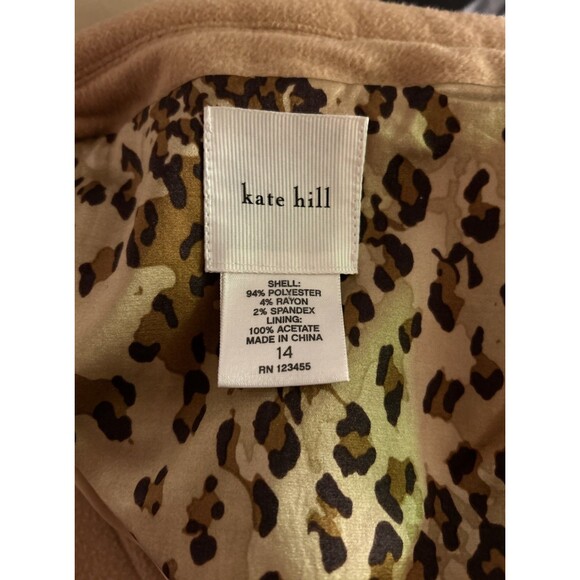 kate hill
SHELL:
94% POLYESTER
4% RAYON
2% SPANDEX
LINING:
100% ACETATE
MADE IN CHINA
14
RN 123455